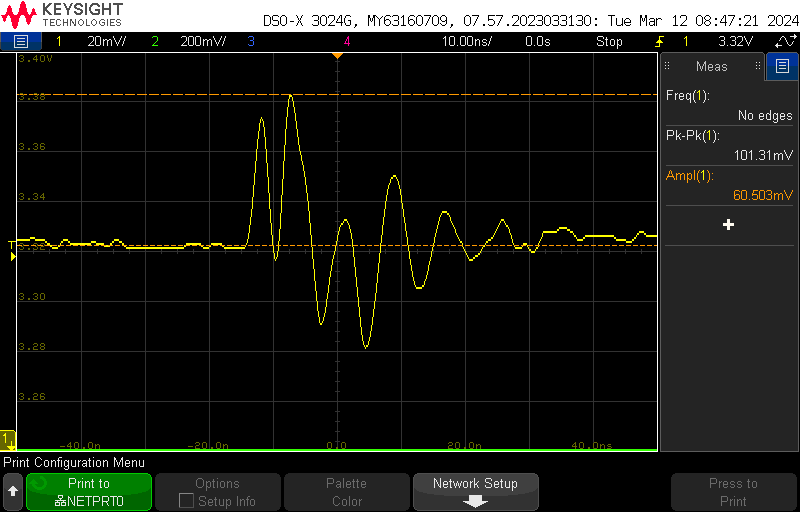 KEYSIGHT
TECHNOLOGIES
DSO-X 3024G, MY63160709, 07.57.2023033130: Tue Mar 12 08:47:21 2024
1 20mV/ 2 200mV/ 3 4 10.00ns/ 0.0s Stop 1 3.32V
3.40V
3.38
3.36
3.34
3.32
3.30
3.28
3.26
T
1
-40.0n -20.0n 0.0 20.0n 40.0ns
Meas
Freq(1):
No edges
Pk-Pk(1):
101.31mV
Ampl(1):
60.503mV
+
Print Configuration Menu
Print to
NETPRT0
Options
Setup Info
Palette
Color
Network Setup
Press to
Print